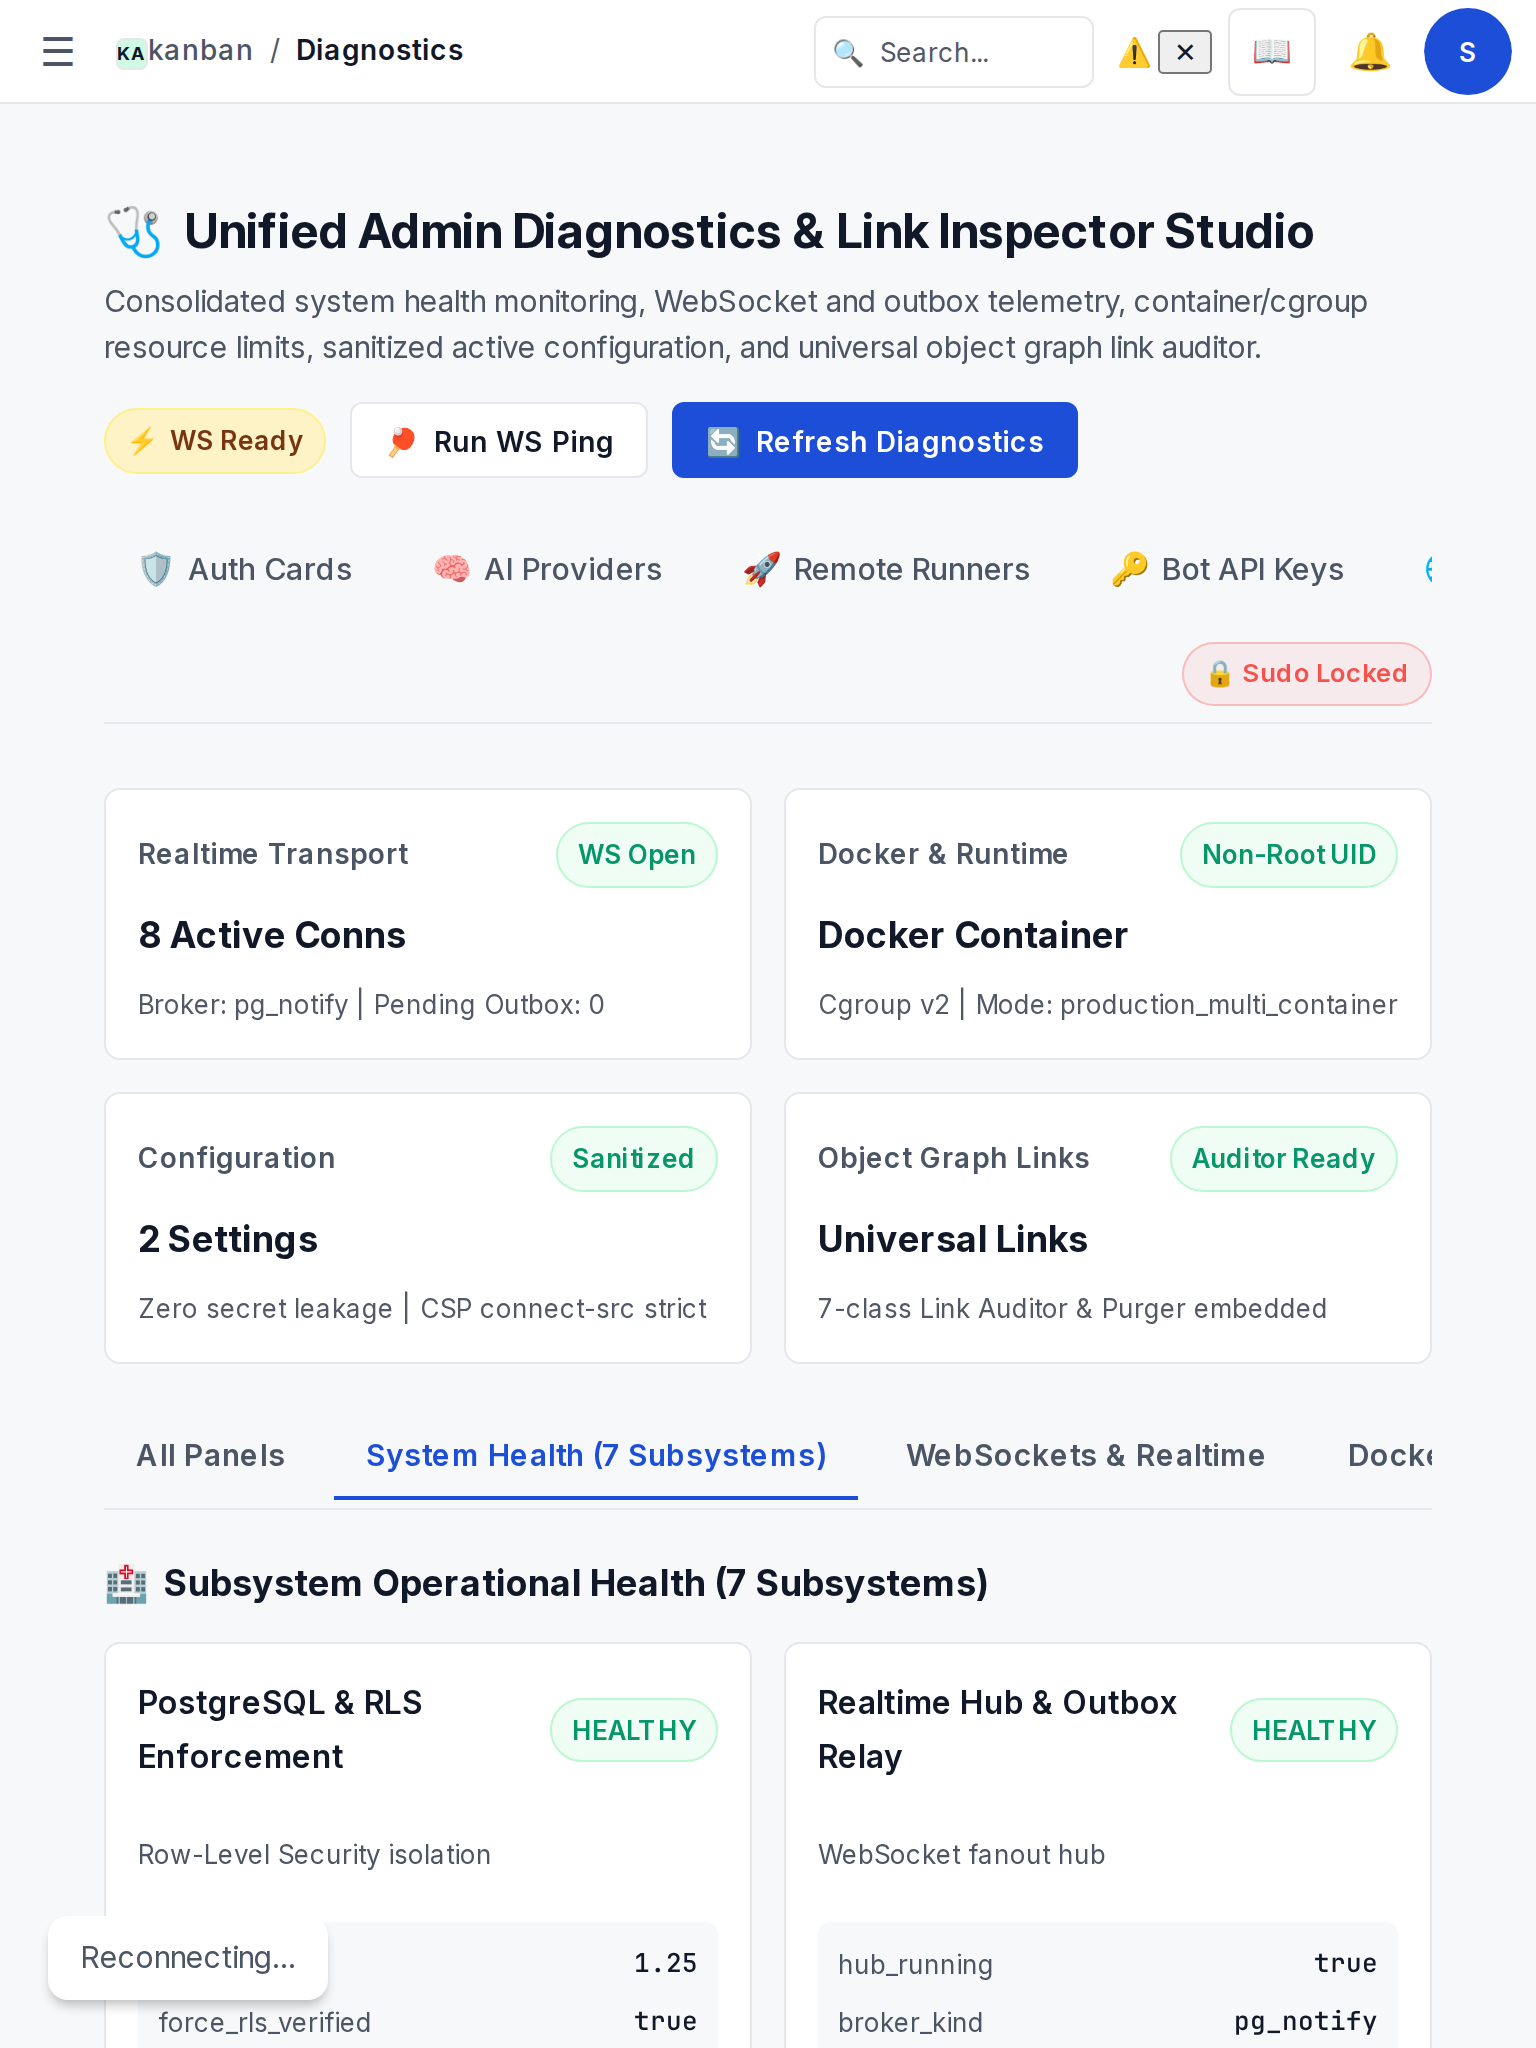 ☰ KA kanban / Diagnostics 🔍 Search... ⚠️ ✕ 📖 🔔 S
🩺 Unified Admin Diagnostics & Link Inspector Studio
Consolidated system health monitoring, WebSocket and outbox telemetry, container/cgroup
resource limits, sanitized active configuration, and universal object graph link auditor.
⚡ WS Ready 🏓 Run WS Ping 🔄 Refresh Diagnostics
🛡️ Auth Cards 🧠 AI Providers 🚀 Remote Runners 🔑 Bot API Keys
🔒 Sudo Locked
Realtime Transport WS Open
8 Active Conns
Broker: pg_notify | Pending Outbox: 0
Docker & Runtime Non-Root UID
Docker Container
Cgroup v2 | Mode: production_multi_container
Configuration Sanitized
2 Settings
Zero secret leakage | CSP connect-src strict
Object Graph Links Auditor Ready
Universal Links
7-class Link Auditor & Purger embedded
All Panels System Health (7 Subsystems) WebSockets & Realtime Docke
🏥 Subsystem Operational Health (7 Subsystems)
PostgreSQL & RLS
Enforcement
HEALTHY
Row-Level Security isolation
1.25
force_rls_verified true
Realtime Hub & Outbox
Relay
HEALTHY
WebSocket fanout hub
hub_running true
broker_kind pg_notify
Reconnecting...